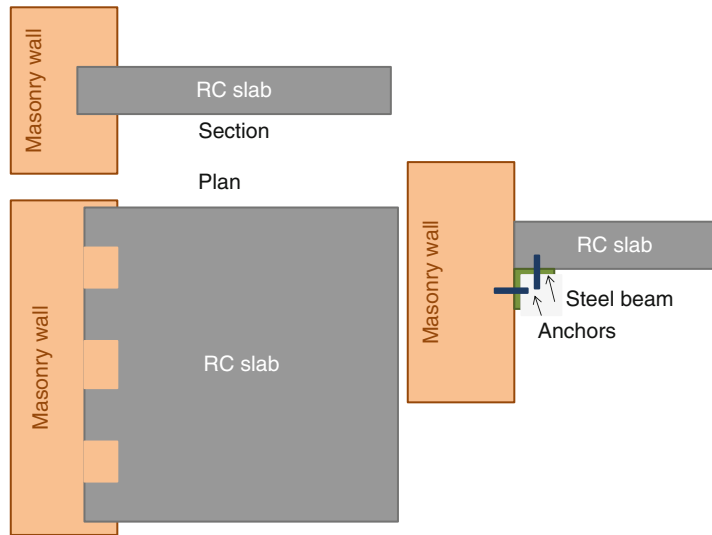 Masonry wall
RC slab
Section
Plan
Masonry wall
RC slab
Masonry wall
RC slab
Steel beam
Anchors